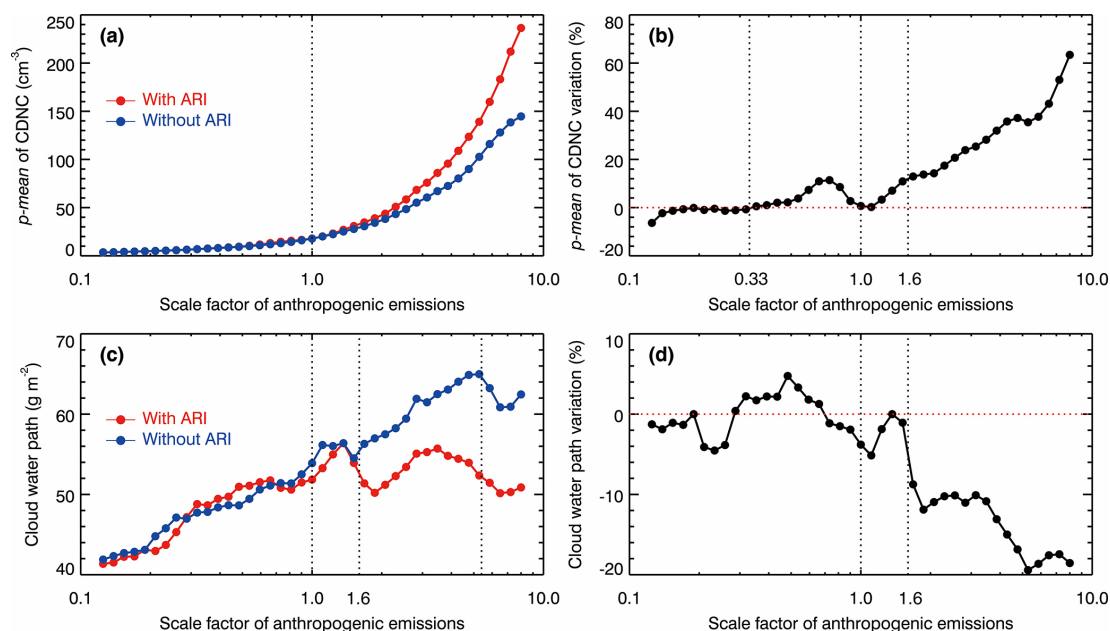 (a)
p-mean of CDNC (cm⁻³)
250
200
150
100
50
0
With ARI
Without ARI
0.1
1.0
10.0
Scale factor of anthropogenic emissions
(b)
p-mean of CDNC variation (%)
80
60
40
20
0
-20
0.1
0.33
1.0
1.6
10.0
Scale factor of anthropogenic emissions
(c)
Cloud water path (g m⁻²)
70
60
50
40
With ARI
Without ARI
0.1
1.0
1.6
10.0
Scale factor of anthropogenic emissions
(d)
Cloud water path variation (%)
10
0
-10
-20
0.1
1.0
1.6
10.0
Scale factor of anthropogenic emissions